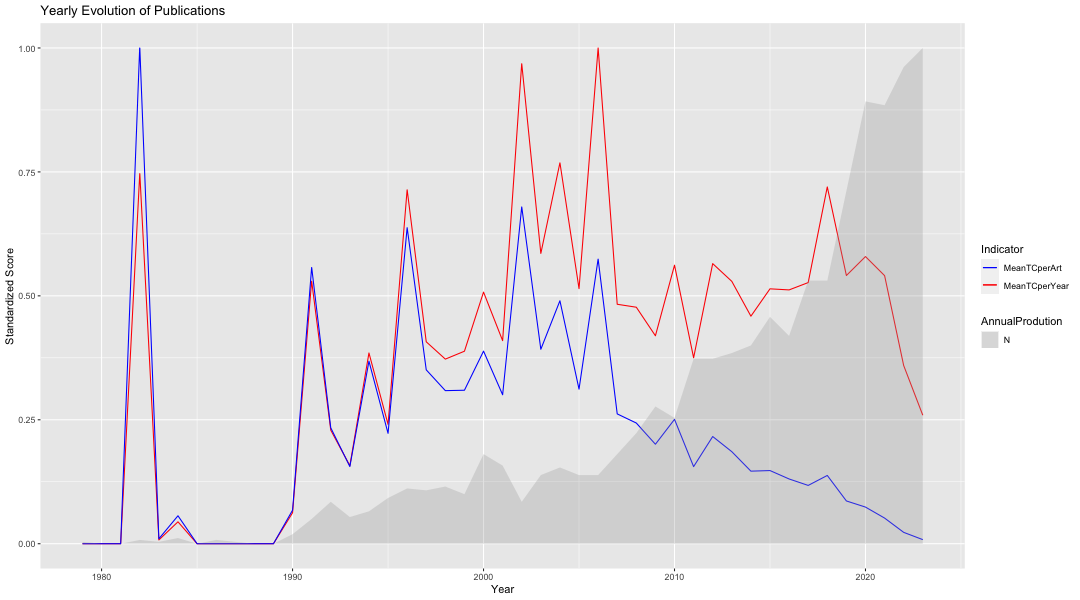 Yearly Evolution of Publications
Standardized Score
1.00
0.75
0.50
0.25
0.00
1980
1990
2000
2010
2020
Year
Indicator
MeanTCperArt
MeanTCperYear
AnnualProdution
N